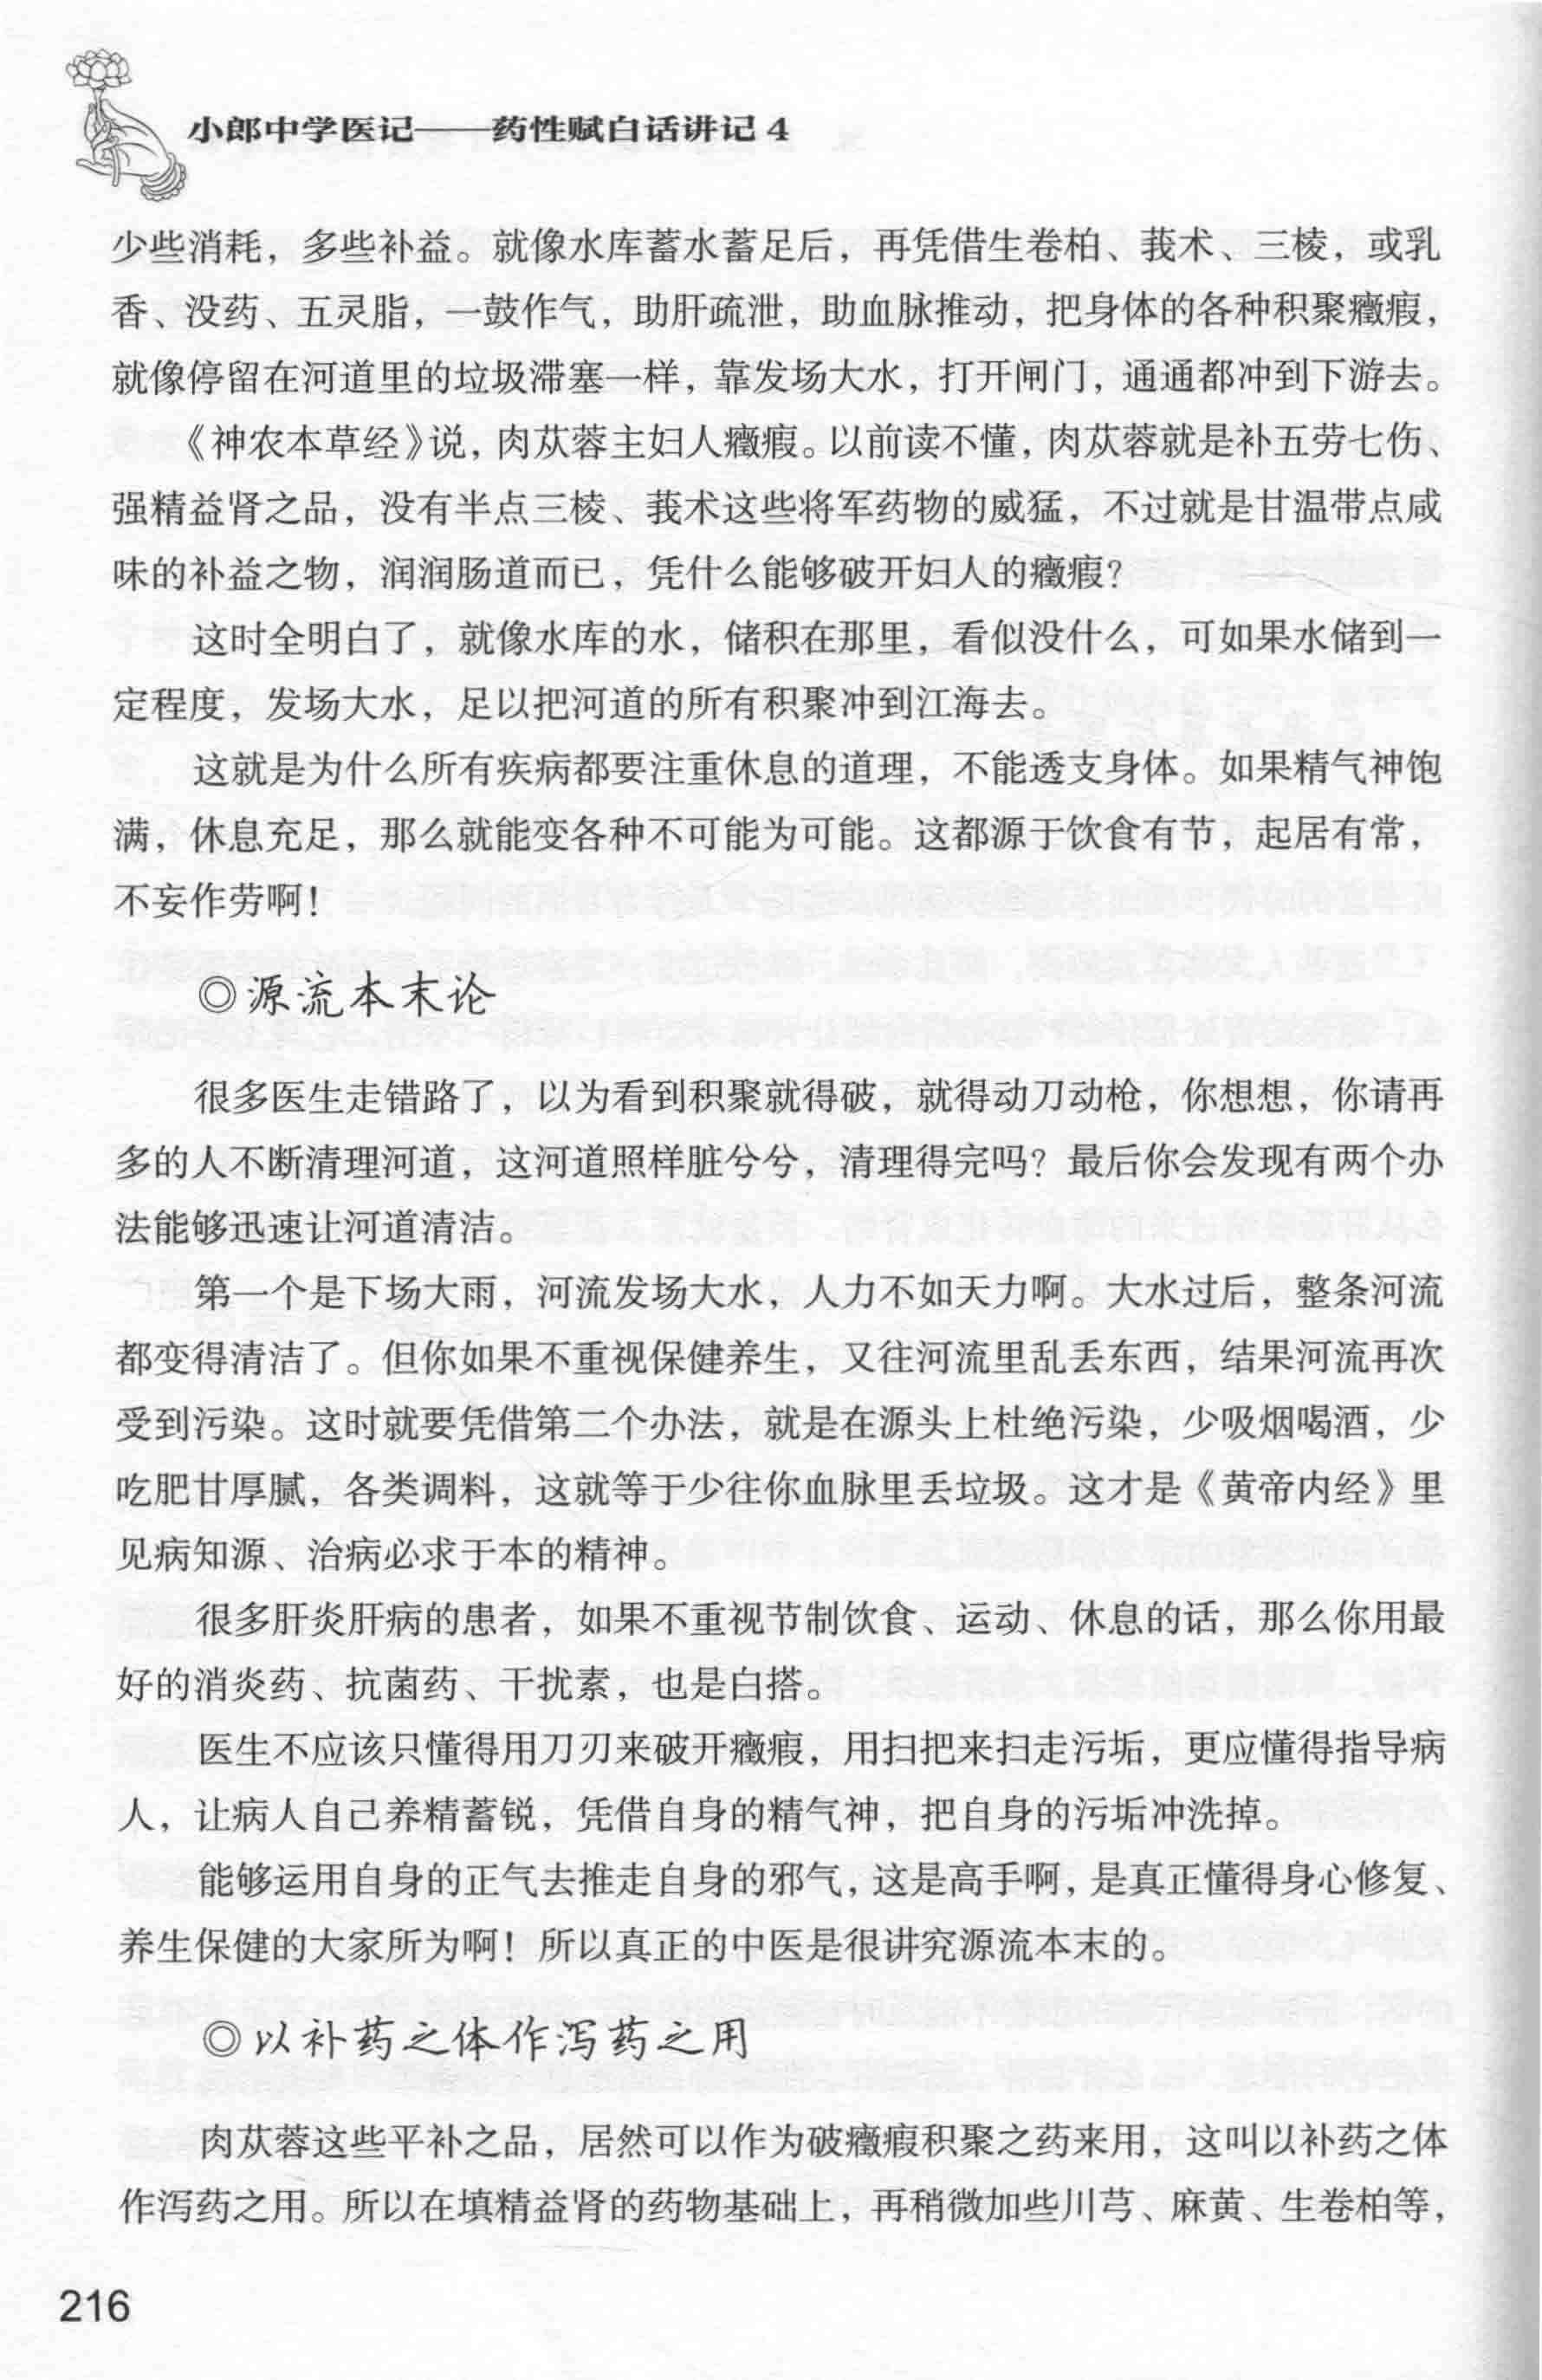 小郎中学医记——药性赋白话讲记 4
少些消耗，多些补益。就像水库蓄水蓄足后，再凭借生卷柏、莪术、三棱，或乳
香、没药、五灵脂，一鼓作气，助肝疏泄，助血脉推动，把身体的各种积聚癥瘕，
就像停留在河道里的垃圾滞塞一样，靠发场大水，打开闸门，通通都冲到下游去。
《神农本草经》说，肉苁蓉主妇人癥瘕。以前读不懂，肉苁蓉就是补五劳七伤、
强精益肾之品，没有半点三棱、莪术这些将军药物的威猛，不过就是甘温带点咸
味的补益之物，润润肠道而已，凭什么能够破开妇人的癥瘕？
这时全明白了，就像水库的水，储积在那里，看似没什么，可如果水储到一
定程度，发场大水，足以把河道的所有积聚冲到江海去。
这就是为什么所有疾病都要注重休息的道理，不能透支身体。如果精气神饱
满，休息充足，那么就能变各种不可能为可能。这都源于饮食有节，起居有常，
不妄作劳啊！
◎源流本末论
很多医生走错路了，以为看到积聚就得破，就得动刀动枪，你想想，你请再
多的人不断清理河道，这河道照样脏兮兮，清理得完吗？最后你会发现有两个办
法能够迅速让河道清洁。
第一个是下场大雨，河流发场大水，人力不如天力啊。大水过后，整条河流
都变得清洁了。但你如果不重视保健养生，又往河流里乱丢东西，结果河流再次
受到污染。这时就要凭借第二个办法，就是在源头上杜绝污染，少吸烟喝酒，少
吃肥甘厚腻，各类调料，这就等于少往你血脉里丢垃圾。这才是《黄帝内经》里
见病知源、治病必求于本的精神。
很多肝炎肝病的患者，如果不重视节制饮食、运动、休息的话，那么你用最
好的消炎药、抗菌药、干扰素，也是白搭。
医生不应该只懂得用刀刃来破开癥瘕，用扫把来扫走污垢，更应懂得指导病
人，让病人自己养精蓄锐，凭借自身的精气神，把自身的污垢冲洗掉。
能够运用自身的正气去推走自身的邪气，这是高手啊，是真正懂得身心修复、
养生保健的大家所为啊！所以真正的中医是很讲究源流本末的。
◎以补药之体作泻药之用
肉苁蓉这些平补之品，居然可以作为破癥瘕积聚之药来用，这叫以补药之体
作泻药之用。所以在填精益肾的药物基础上，再稍微加些川芎、麻黄、生卷柏等，
216